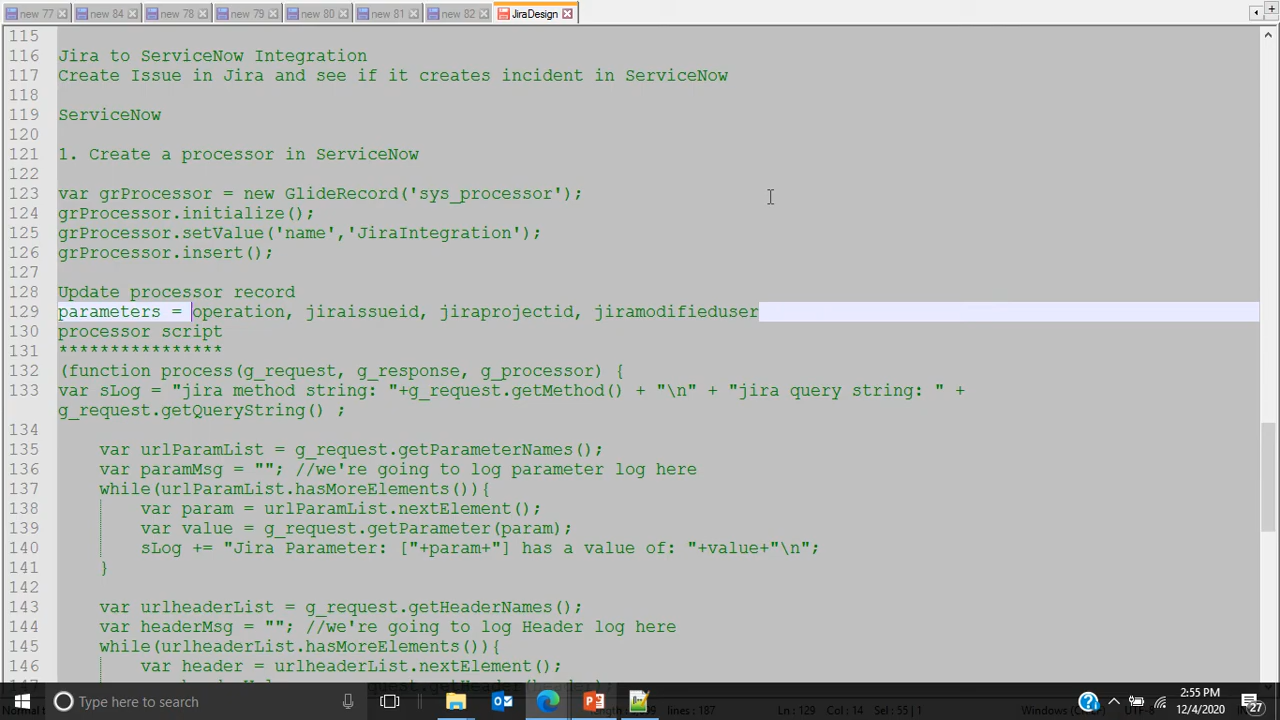 new 77 new 84 new 78 new 79 new 80 new 81 new 82 JiraDesign
115
116 Jira to ServiceNow Integration
117 Create Issue in Jira and see if it creates incident in ServiceNow
118
119 ServiceNow
120
121 1. Create a processor in ServiceNow
122
123 var grProcessor = new GlideRecord('sys_processor');
124 grProcessor.initialize();
125 grProcessor.setValue('name','JiraIntegration');
126 grProcessor.insert();
127
128 Update processor record
129 parameters = operation, jiraissueid, jiraprojectid, jiramodifieduser
130 processor script
131 ****************
132 (function process(g_request, g_response, g_processor) {
133 var sLog = "jira method string: "+g_request.getMethod() + "\n" + "jira query string: " +
g_request.getQueryString() ;
134
135 var urlParamList = g_request.getParameterNames();
136 var paramMsg = ""; //we're going to log parameter log here
137 while(urlParamList.hasMoreElements()){
138 var param = urlParamList.nextElement();
139 var value = g_request.getParameter(param);
140 sLog += "Jira Parameter: ["+param+"] has a value of: "+value+"\n";
141 }
142
143 var urlheaderList = g_request.getHeaderNames();
144 var headerMsg = ""; //we're going to log Header log here
145 while(urlheaderList.hasMoreElements()){
146 var header = urlheaderList.nextElement();
Ln : 129 Col : 14 Sel : 55 | 1
Type here to search
2:55 PM
12/4/2020
27